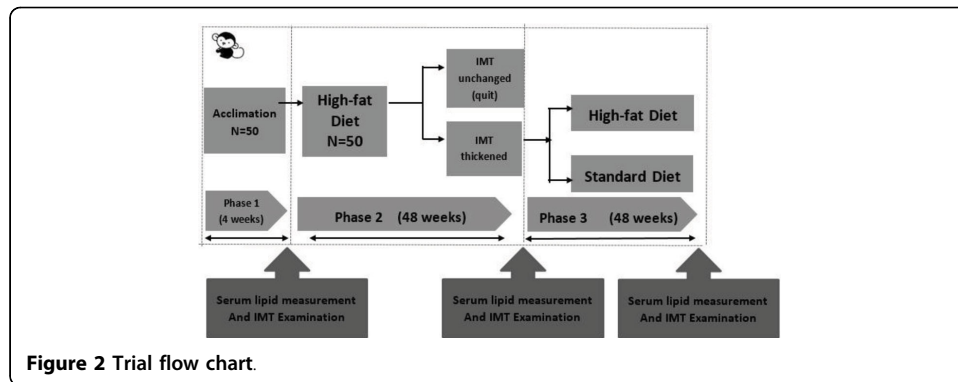 Acclimation
N=50
High-fat
Diet
N=50
IMT
unchanged
(quit)
IMT
thickened
High-fat Diet
Standard Diet
Phase 1
(4 weeks)
Phase 2 (48 weeks)
Phase 3 (48 weeks)
Serum lipid measurement
And IMT Examination
Serum lipid measurement
And IMT Examination
Serum lipid measurement
And IMT Examination
Figure 2 Trial flow chart.